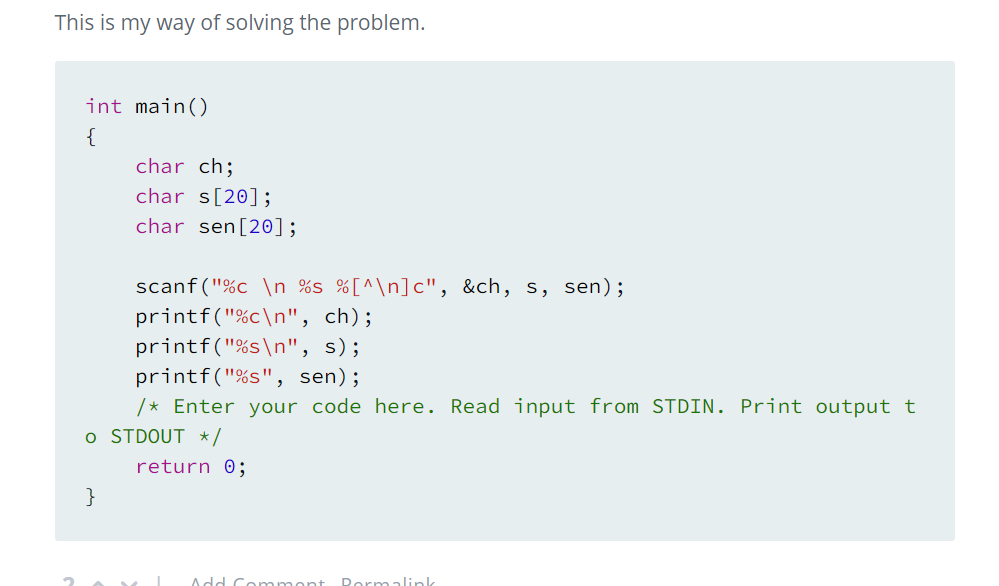 This is my way of solving the problem.
int main()
{
char ch;
char s[20];
char sen[20];
scanf("%c \n %s %[^\n]c", &ch, s, sen);
printf("%c\n", ch);
printf("%s\n", s);
printf("%s", sen);
/* Enter your code here. Read input from STDIN. Print output t
o STDOUT */
return 0;
}
2 | Add Comment Permalink